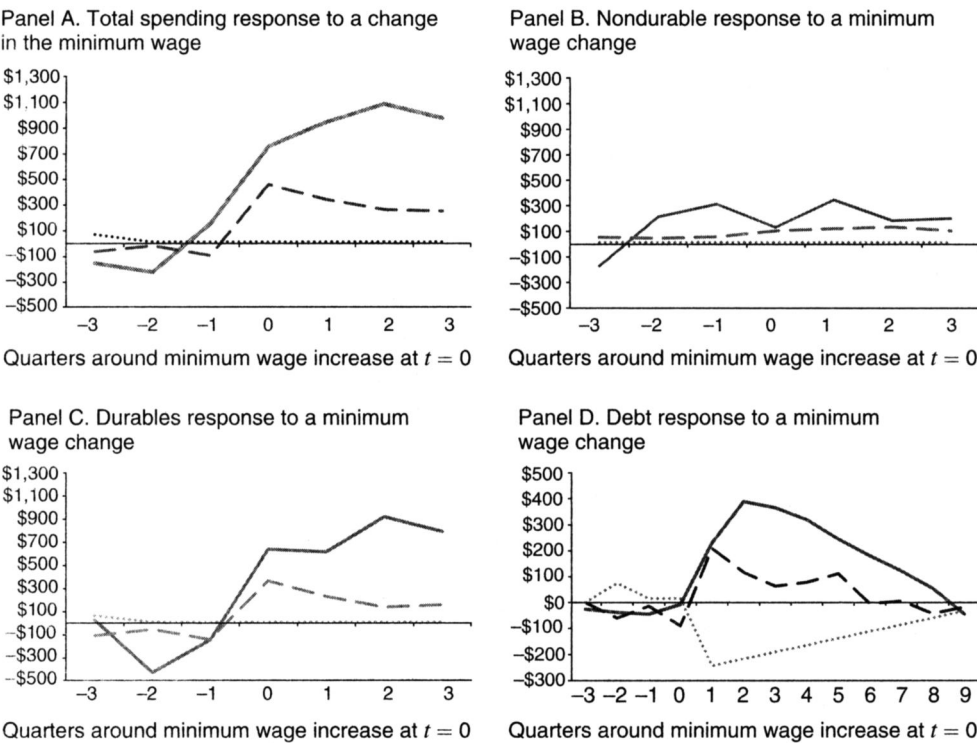 Panel A. Total spending response to a change
in the minimum wage
$1,300
$1.100
$900
$700
$500
$300
$100
–$100
–$300
–$500
–3 –2 –1 0 1 2 3
Quarters around minimum wage increase at t = 0
Panel B. Nondurable response to a minimum
wage change
$1,300
$1,100
$900
$700
$500
$300
$100
–$100
–$300
–$500
–3 –2 –1 0 1 2 3
Quarters around minimum wage increase at t = 0
Panel C. Durables response to a minimum
wage change
$1,300
$1,100
$900
$700
$500
$300
$100
–$100
–$300
–$500
–3 –2 –1 0 1 2 3
Quarters around minimum wage increase at t = 0
Panel D. Debt response to a minimum
wage change
$500
$400
$300
$200
$100
$0
–$100
–$200
–$300
–3 –2 –1 0 1 2 3 4 5 6 7 8 9
Quarters around minimum wage increase at t = 0